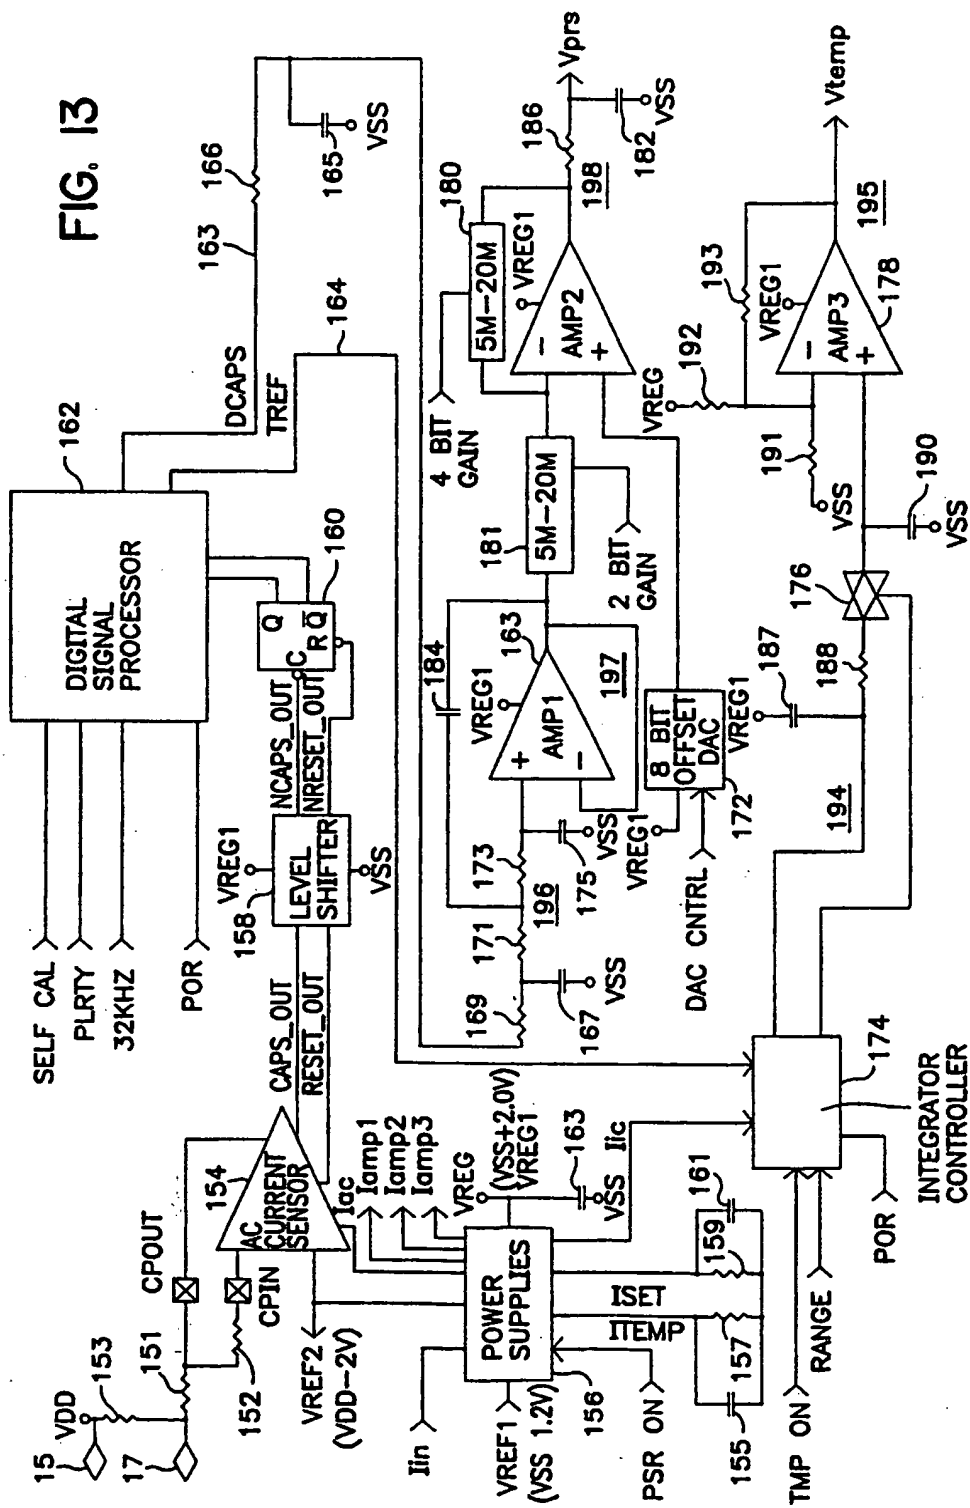 FIG. 13
162
DIGITAL
SIGNAL
PROCESSOR
SELF CAL
PLRTY
32KHZ
POR
DCAPS
TREF
163
166
164
165
VSS
Q
C
R Q
160
NCAPS_OUT
NRESET_OUT
VREG1
158
LEVEL
SHIFTER
VSS
CAPS_OUT
RESET_OUT
15
VDD
153
17
151
152
CPOUT
CPIN
154
AC
CURRENT
SENSOR
VREF2
(VDD-2V)
Iac
Iamp1
Iamp2
Iamp3
VREG
(VSS+2.0V)
VREG1
163
VSS
Iin
VREF1
(VSS 1.2V)
POWER
SUPPLIES
156
PSR ON
ISET
ITEMP
155
157
159
161
Iic
169
167
VSS
171
196
173
175
VSS
184
VREG1
163
+
AMP1
-
197
181
5M-20M
2 BIT
GAIN
4 BIT
GAIN
180
5M-20M
VREG1
-
AMP2
+
198
186
Vprs
182
VSS
VREG1
8 BIT
OFFSET
DAC
172
DAC CNTRL
TMP ON
RANGE
POR
174
INTEGRATOR
CONTROLLER
194
VREG1
187
188
176
190
VSS
191
VSS
VREG
192
193
VREG1
-
AMP3
+
178
195
Vtemp